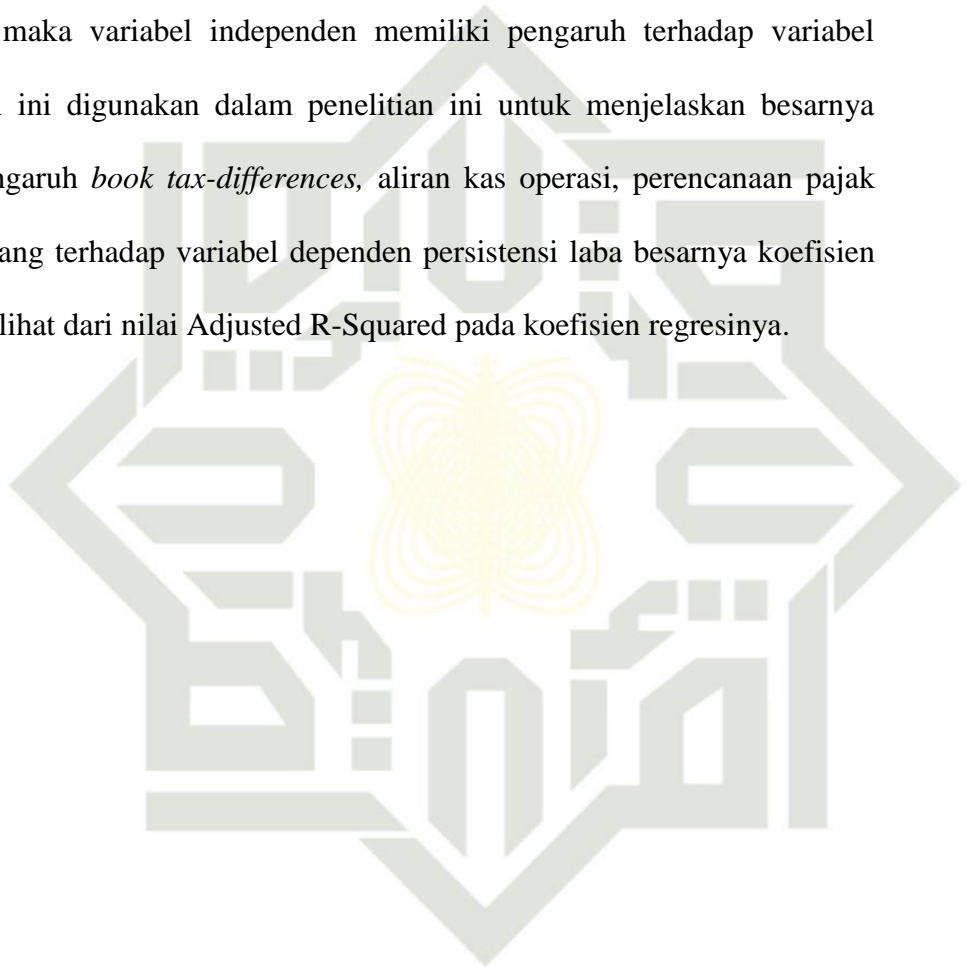 maka variabel independen memiliki pengaruh terhadap variabel
ini digunakan dalam penelitian ini untuk menjelaskan besarnya
ngaruh book tax-differences, aliran kas operasi, perencanaan pajak
ang terhadap variabel dependen persistensi laba besarnya koefisien
lihat dari nilai Adjusted R-Squared pada koefisien regresinya.